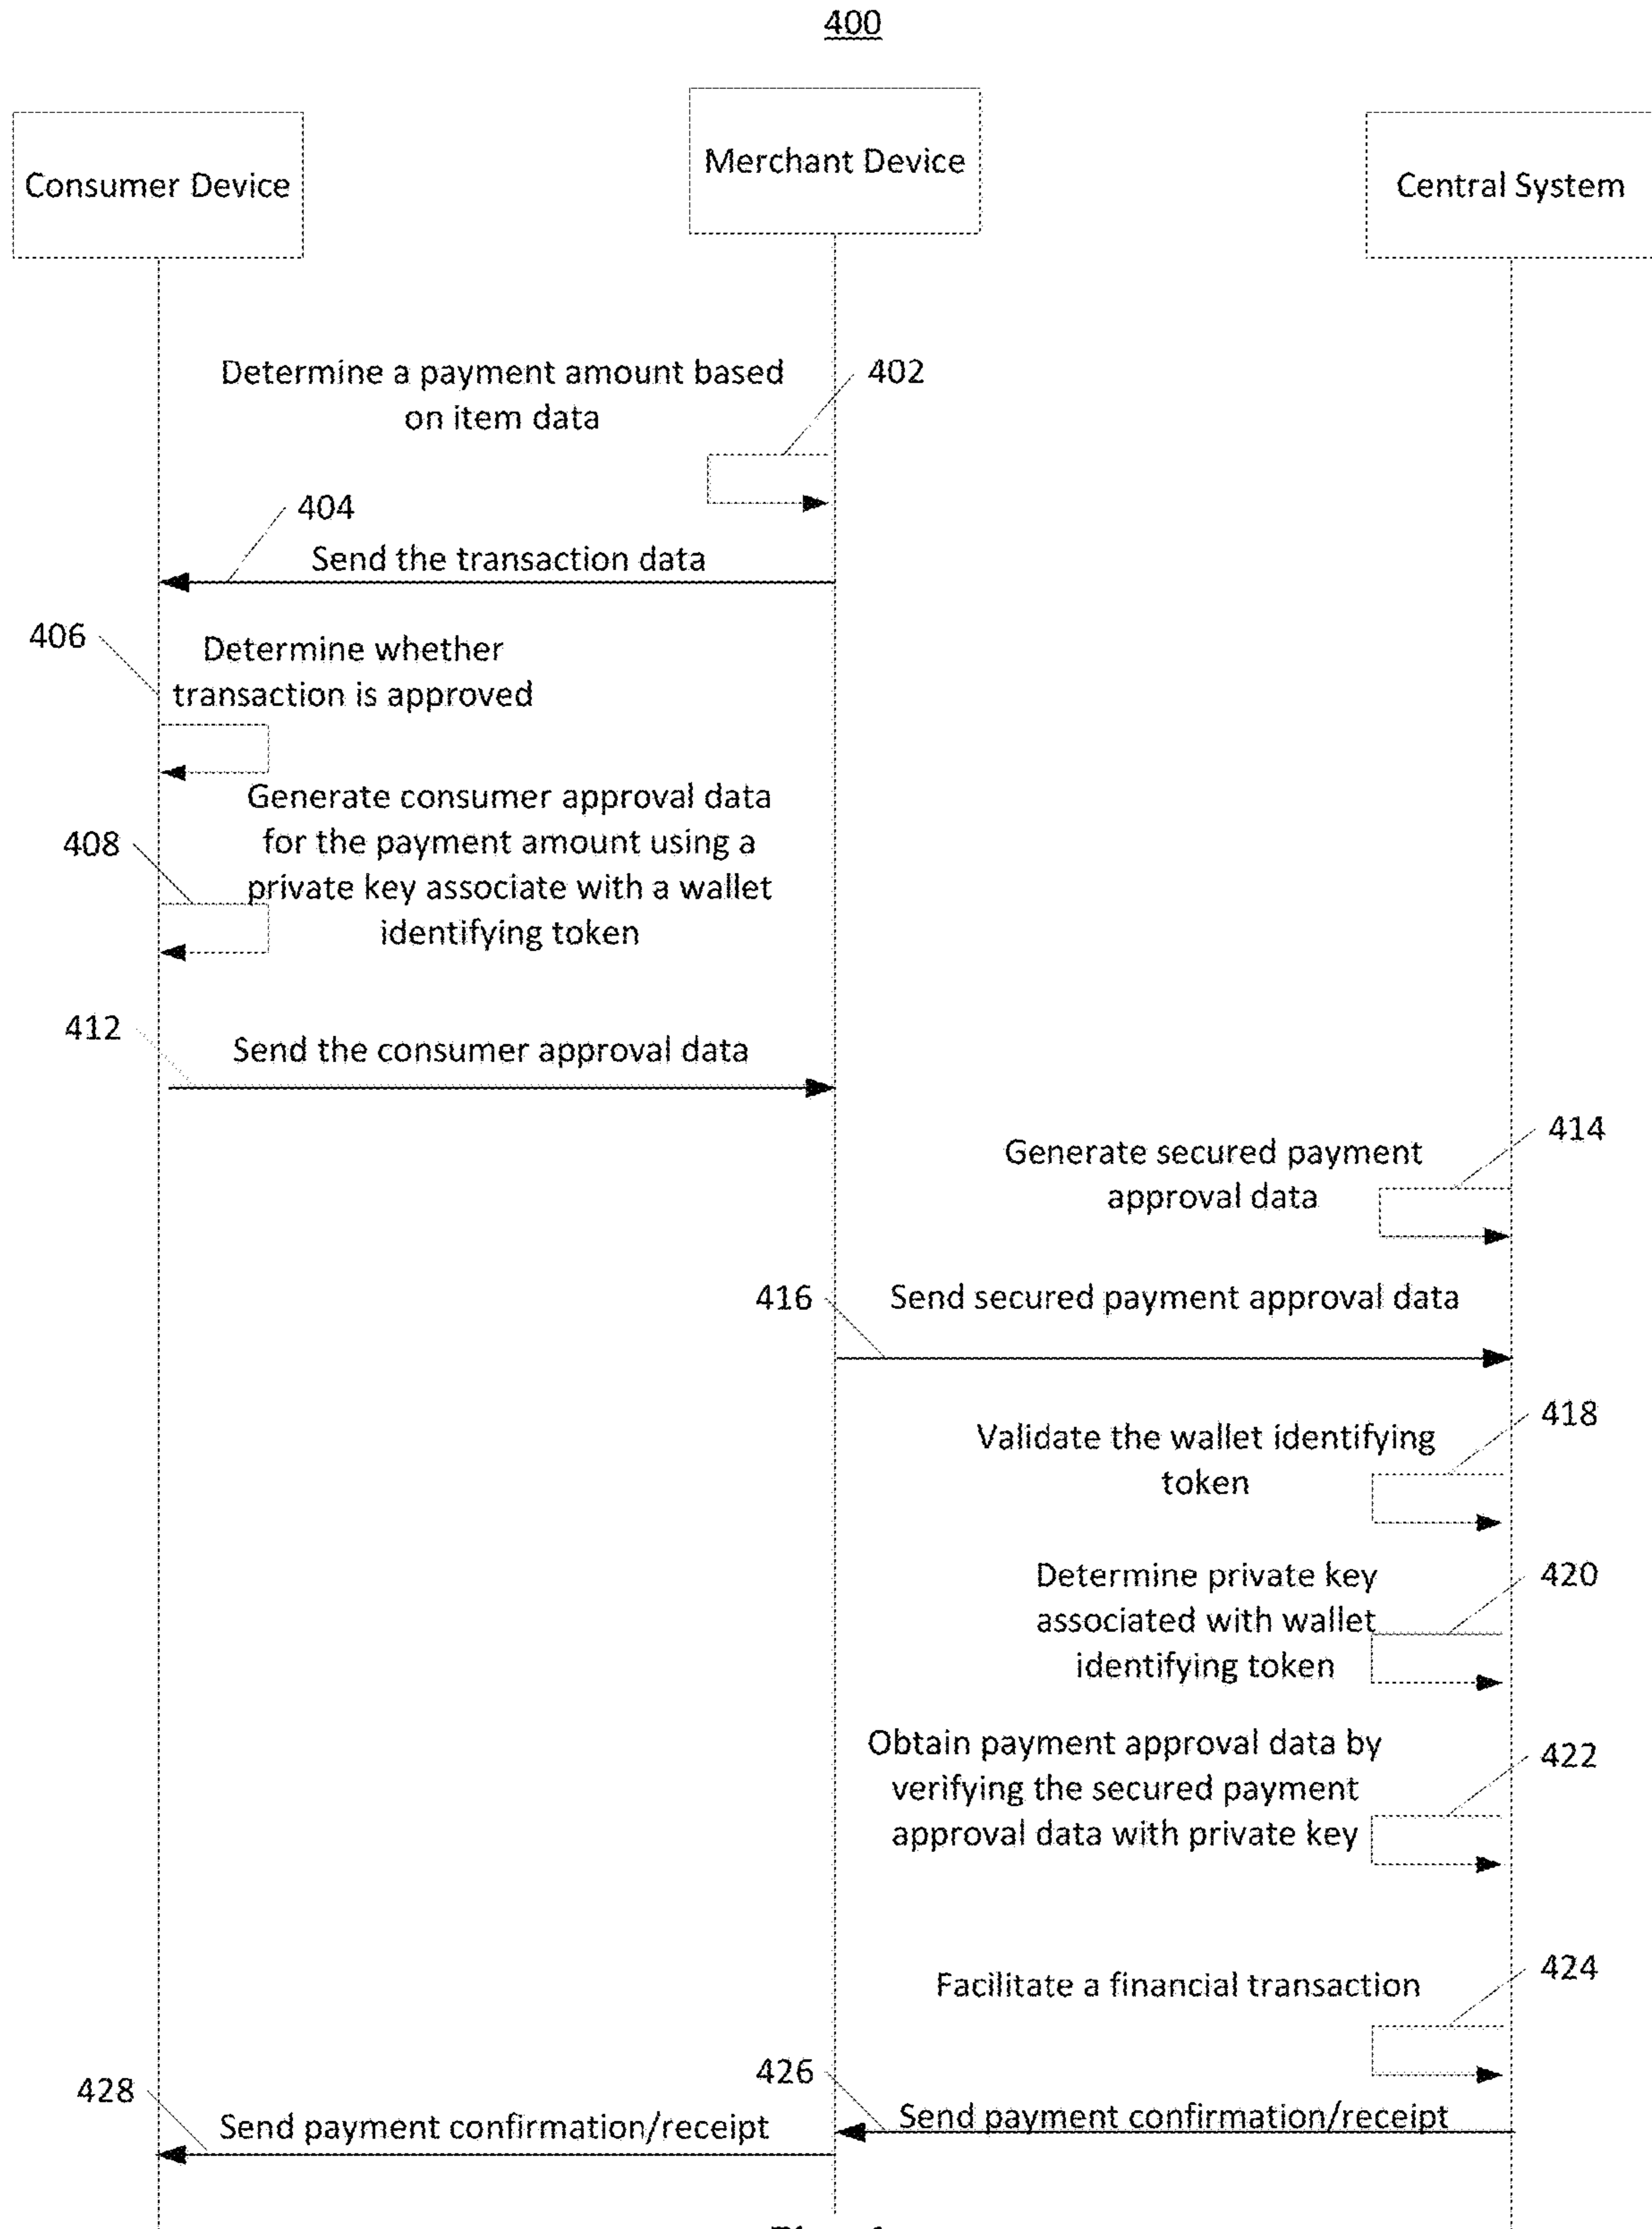 400
Consumer Device
Merchant Device
Central System
Determine a payment amount based
on item data
402
404
Send the transaction data
406
Determine whether
transaction is approved
408
Generate consumer approval data
for the payment amount using a
private key associate with a wallet
identifying token
412
Send the consumer approval data
414
Generate secured payment
approval data
416
Send secured payment approval data
418
Validate the wallet identifying
token
420
Determine private key
associated with wallet
identifying token
422
Obtain payment approval data by
verifying the secured payment
approval data with private key
424
Facilitate a financial transaction
426
Send payment confirmation/receipt
428
Send payment confirmation/receipt